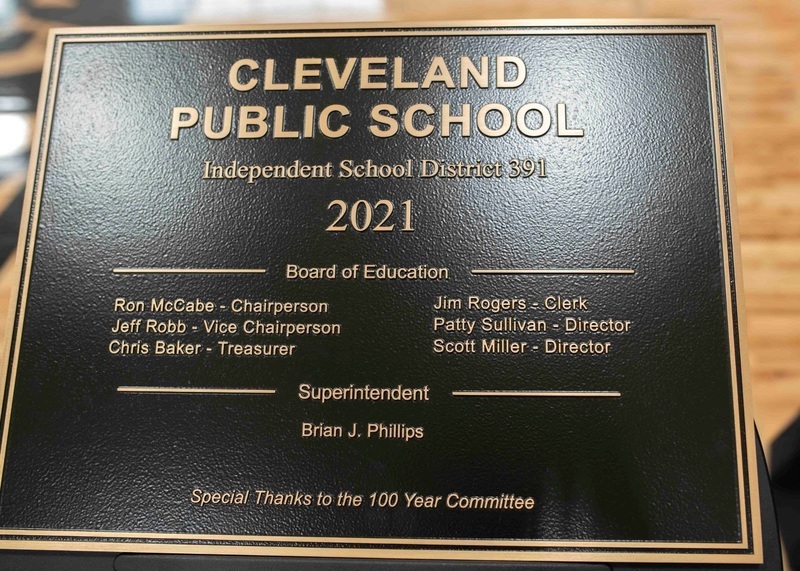 CLEVELAND
PUBLIC SCHOOL
Independent School District 391
2021
Board of Education
Ron McCabe - Chairperson
Jeff Robb - Vice Chairperson
Chris Baker - Treasurer
Jim Rogers - Clerk
Patty Sullivan - Director
Scott Miller - Director
Superintendent
Brian J. Phillips
Special Thanks to the 100 Year Committee